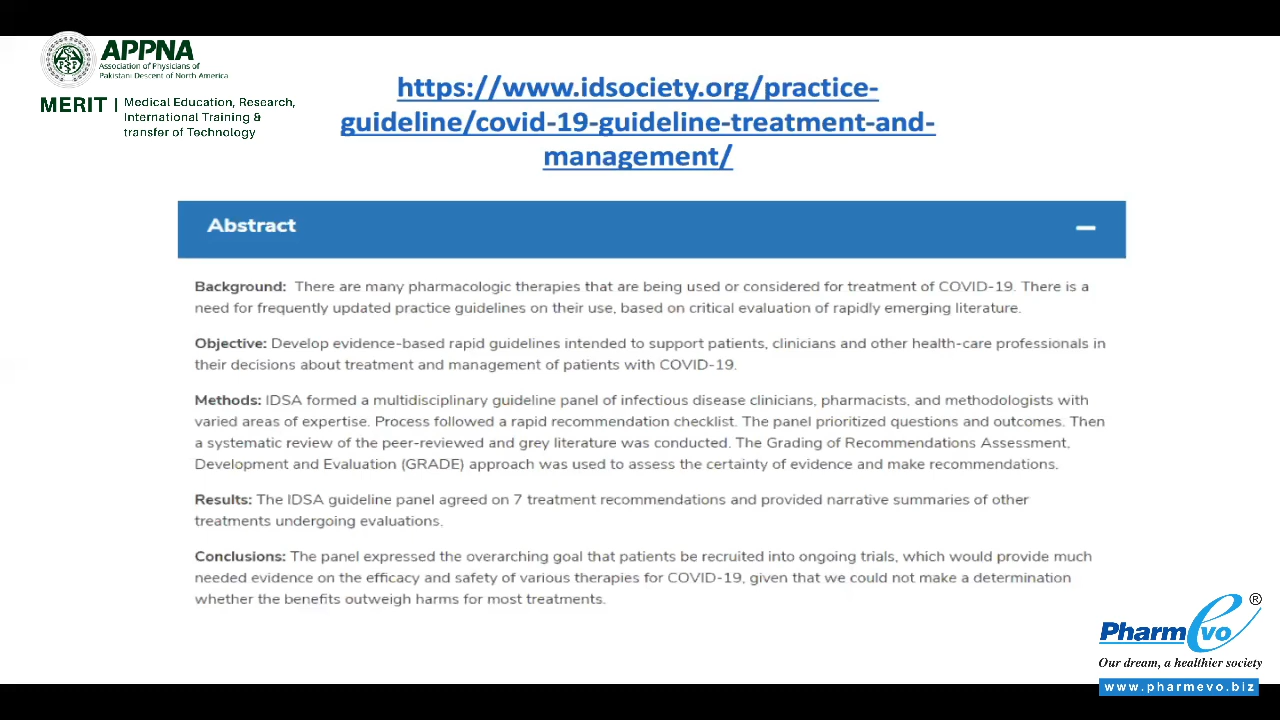 APPNA
Association of Physicians of
Pakistani Descent of North America
MERIT | Medical Education, Research,
International Training &
transfer of Technology
https://www.idsociety.org/practice-
guideline/covid-19-guideline-treatment-and-
management/
Abstract
Background: There are many pharmacologic therapies that are being used or considered for treatment of COVID-19. There is a
need for frequently updated practice guidelines on their use, based on critical evaluation of rapidly emerging literature.
Objective: Develop evidence-based rapid guidelines intended to support patients, clinicians and other health-care professionals in
their decisions about treatment and management of patients with COVID-19.
Methods: IDSA formed a multidisciplinary guideline panel of infectious disease clinicians, pharmacists, and methodologists with
varied areas of expertise. Process followed a rapid recommendation checklist. The panel prioritized questions and outcomes. Then
a systematic review of the peer-reviewed and grey literature was conducted. The Grading of Recommendations Assessment,
Development and Evaluation (GRADE) approach was used to assess the certainty of evidence and make recommendations.
Results: The IDSA guideline panel agreed on 7 treatment recommendations and provided narrative summaries of other
treatments undergoing evaluations.
Conclusions: The panel expressed the overarching goal that patients be recruited into ongoing trials, which would provide much
needed evidence on the efficacy and safety of various therapies for COVID-19, given that we could not make a determination
whether the benefits outweigh harms for most treatments.
PharmEvo ®
Our dream, a healthier society
www.pharmevo.biz